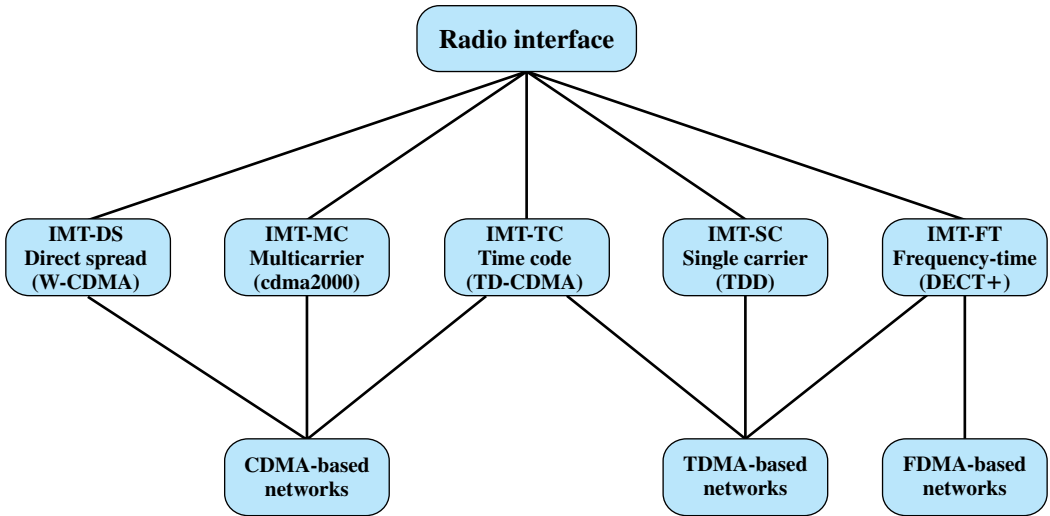 Radio interface
IMT-DS
Direct spread
(W-CDMA)
IMT-MC
Multicarrier
(cdma2000)
IMT-TC
Time code
(TD-CDMA)
IMT-SC
Single carrier
(TDD)
IMT-FT
Frequency-time
(DECT+)
CDMA-based
networks
TDMA-based
networks
FDMA-based
networks